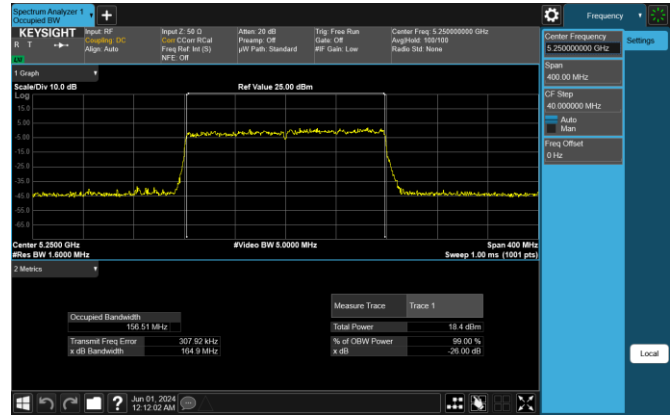 Spectrum Analyzer 1
Occupied BW
Frequency
KEYSIGHT
R T
Input: RF
Coupling: DC
Align: Auto
Input Z: 50 Ω
Corr CCorr RCal
Freq Ref: Int (S)
NFE: Off
Atten: 20 dB
Preamp: Off
µW Path: Standard
Trig: Free Run
Gate: Off
#IF Gain: Low
Center Freq: 5.250000000 GHz
Avg|Hold: 100/100
Radio Std: None
Center Frequency
5.250000000 GHz
Settings
Span
400.00 MHz
CF Step
40.000000 MHz
Auto
Man
Freq Offset
0 Hz
1 Graph
Scale/Div 10.0 dB
Ref Value 25.00 dBm
Log
15.0
5.00
-5.00
-15.0
-25.0
-35.0
-45.0
-55.0
-65.0
Center 5.2500 GHz
#Video BW 5.0000 MHz
Span 400 MHz
#Res BW 1.6000 MHz
Sweep 1.00 ms (1001 pts)
2 Metrics
Measure Trace
Trace 1
Occupied Bandwidth
156.51 MHz
Total Power
18.4 dBm
Transmit Freq Error
307.92 kHz
% of OBW Power
99.00 %
x dB Bandwidth
164.9 MHz
x dB
-26.00 dB
Local
Jun 01, 2024
12:12:02 AM